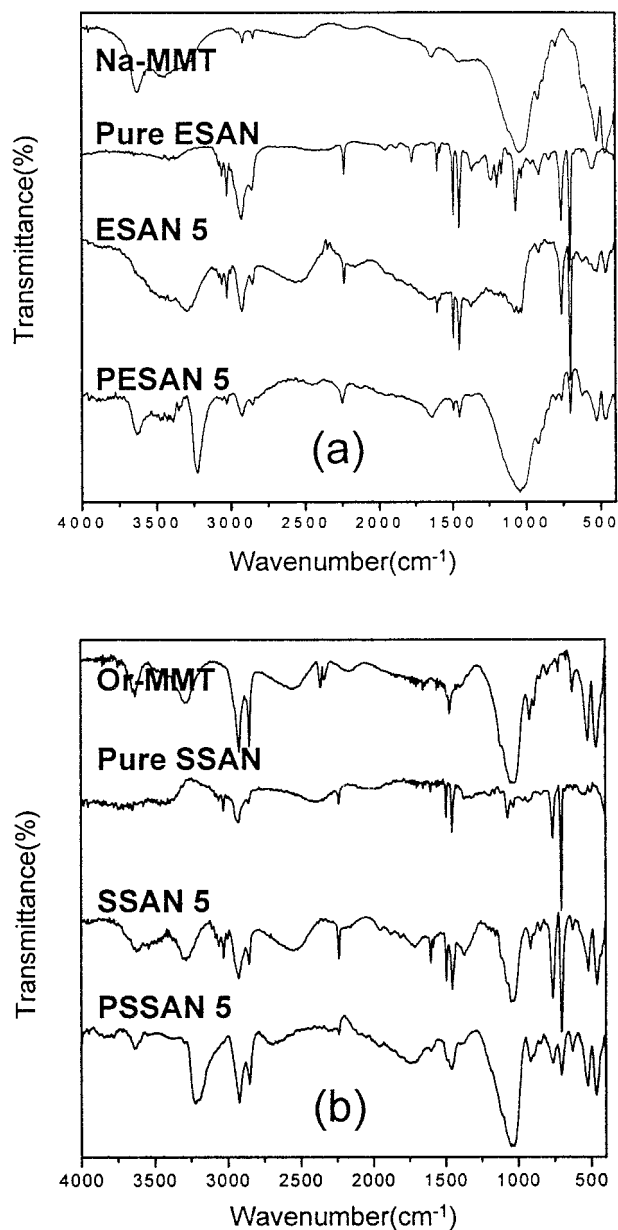 Transmittance(%)
Na-MMT
Pure ESAN
ESAN 5
PESAN 5
(a)
4000 3500 3000 2500 2000 1500 1000 500
Wavenumber(cm⁻¹)
Transmittance(%)
Or-MMT
Pure SSAN
SSAN 5
PSSAN 5
(b)
4000 3500 3000 2500 2000 1500 1000 500
Wavenumber(cm⁻¹)